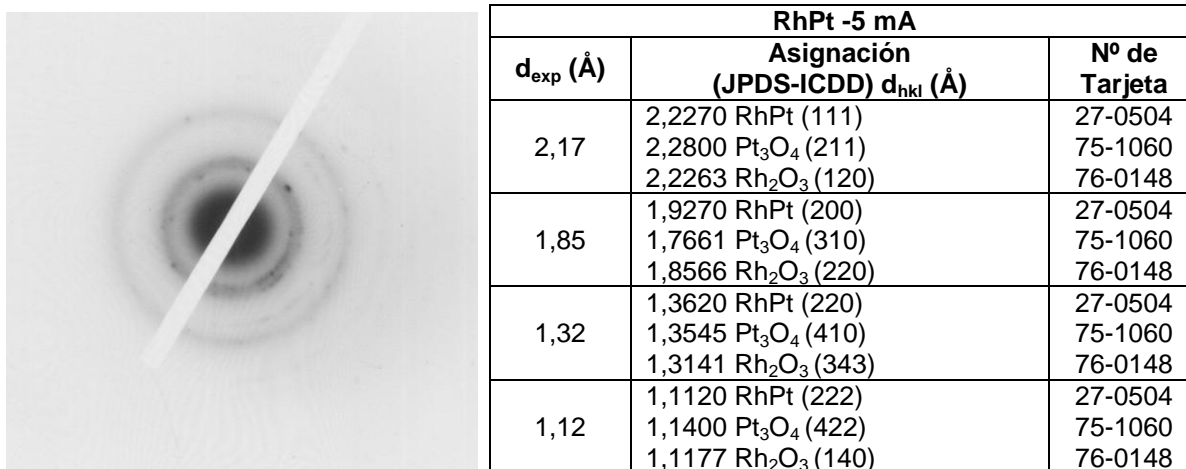 RhPt -5 mA
dexp (Å) Asignación (JPDS-ICDD) dhkl (Å) Nº de Tarjeta
2,17
2,2270 RhPt (111) 27-0504
2,2800 Pt3O4 (211) 75-1060
2,2263 Rh2O3 (120) 76-0148
1,85
1,9270 RhPt (200) 27-0504
1,7661 Pt3O4 (310) 75-1060
1,8566 Rh2O3 (220) 76-0148
1,32
1,3620 RhPt (220) 27-0504
1,3545 Pt3O4 (410) 75-1060
1,3141 Rh2O3 (343) 76-0148
1,12
1,1120 RhPt (222) 27-0504
1,1400 Pt3O4 (422) 75-1060
1,1177 Rh2O3 (140) 76-0148